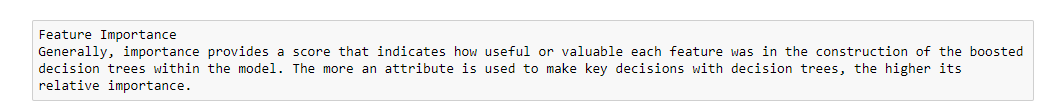 Feature Importance
Generally, importance provides a score that indicates how useful or valuable each feature was in the construction of the boosted
decision trees within the model. The more an attribute is used to make key decisions with decision trees, the higher its
relative importance.